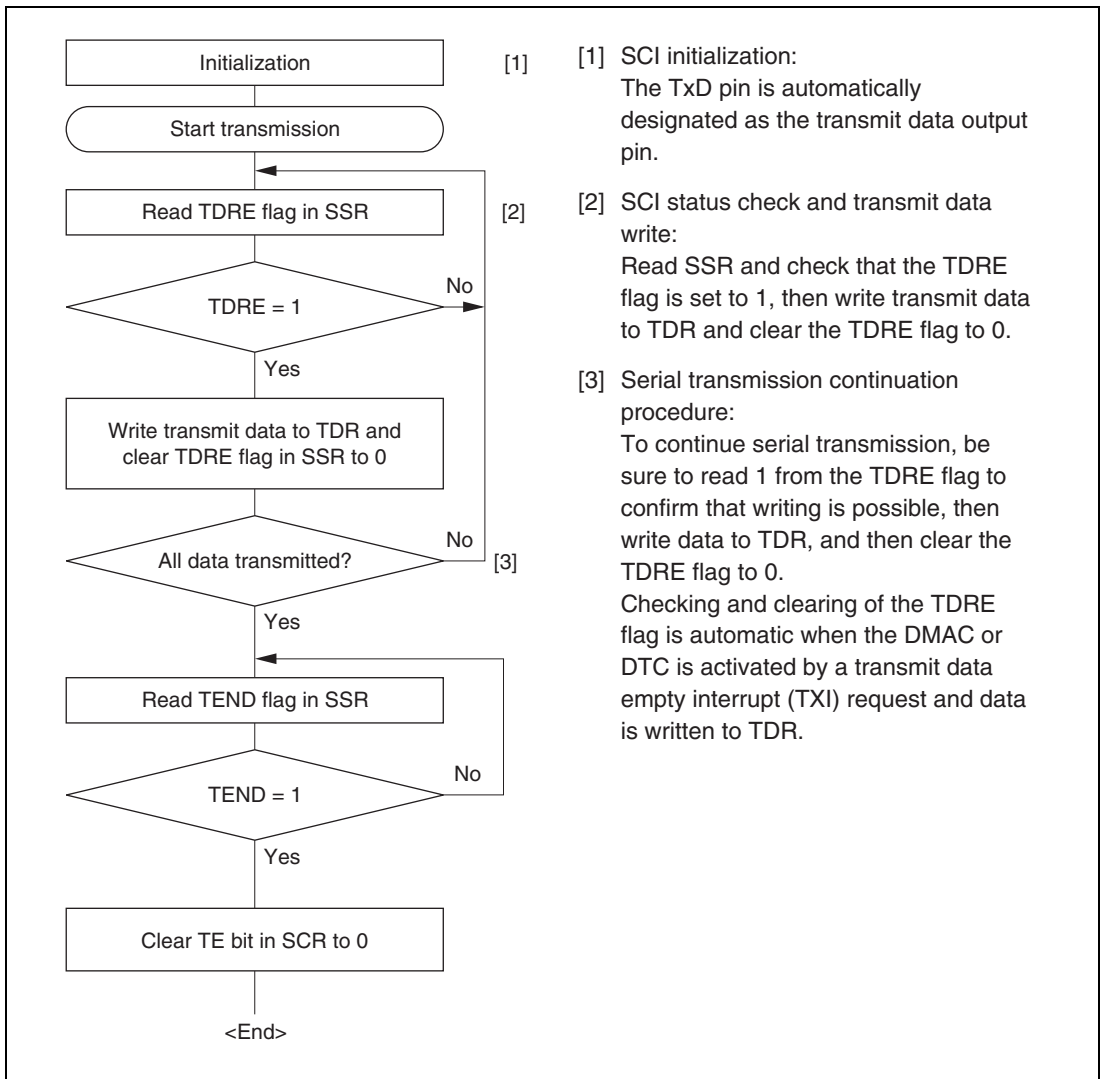 Initialization
[1]
Start transmission
Read TDRE flag in SSR
[2]
No
TDRE = 1
Yes
Write transmit data to TDR and
clear TDRE flag in SSR to 0
No
All data transmitted?
[3]
Yes
Read TEND flag in SSR
No
TEND = 1
Yes
Clear TE bit in SCR to 0
<End>
[1] SCI initialization:
The TxD pin is automatically
designated as the transmit data output
pin.
[2] SCI status check and transmit data
write:
Read SSR and check that the TDRE
flag is set to 1, then write transmit data
to TDR and clear the TDRE flag to 0.
[3] Serial transmission continuation
procedure:
To continue serial transmission, be
sure to read 1 from the TDRE flag to
confirm that writing is possible, then
write data to TDR, and then clear the
TDRE flag to 0.
Checking and clearing of the TDRE
flag is automatic when the DMAC or
DTC is activated by a transmit data
empty interrupt (TXI) request and data
is written to TDR.